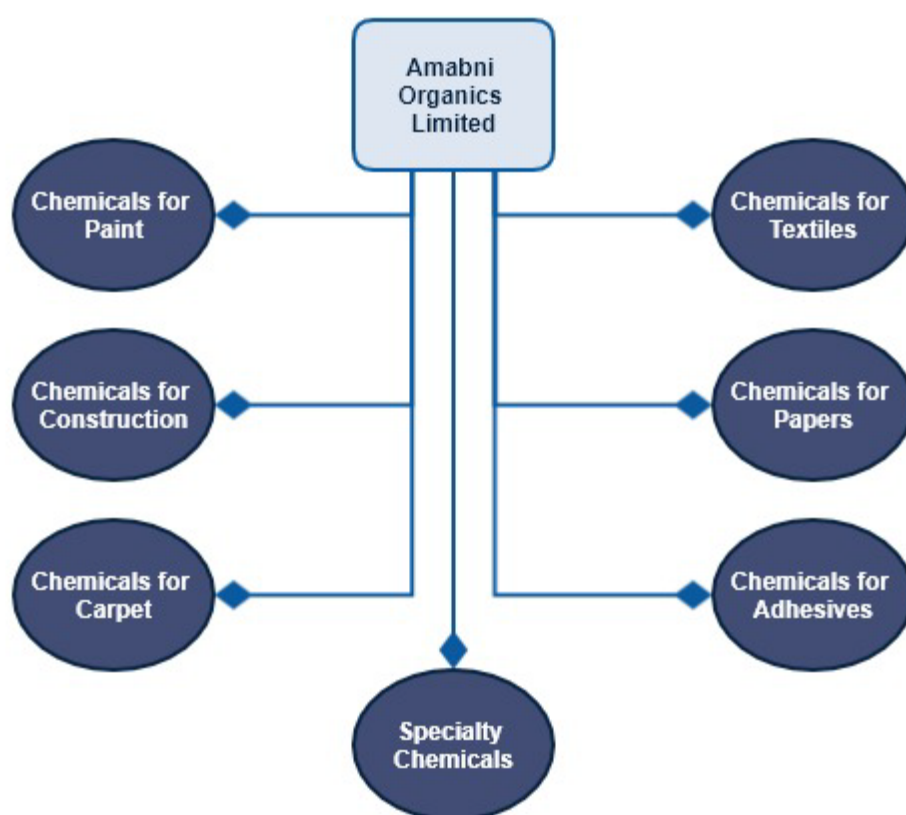 Amabni
Organics
Limited
Chemicals for
Paint
Chemicals for
Textiles
Chemicals for
Construction
Chemicals for
Papers
Chemicals for
Carpet
Chemicals for
Adhesives
Specialty
Chemicals